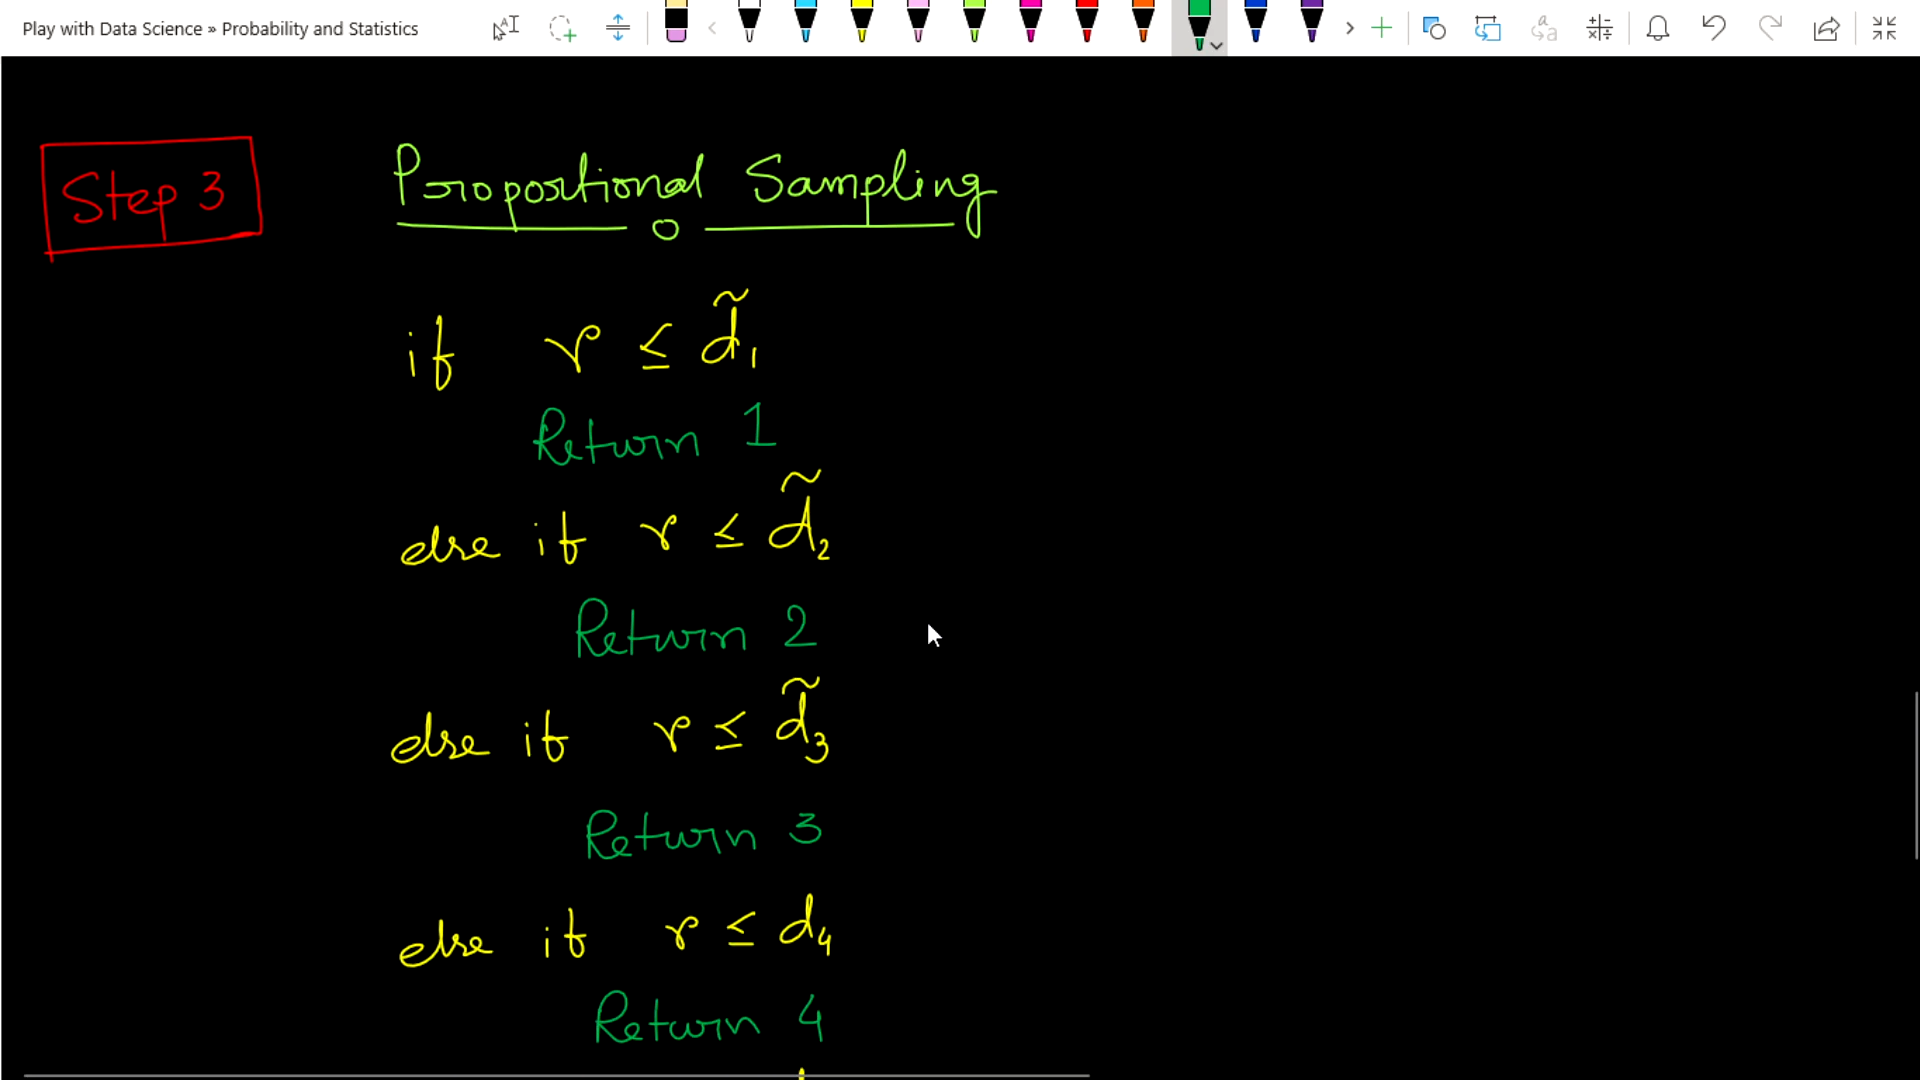 Play with Data Science » Probability and Statistics
Step 3
Proportional Sampling
if r ≤ d̃₁
Return 1
else if r ≤ d̃₂
Return 2
else if r ≤ d̃₃
Return 3
else if r ≤ d₄
Return 4